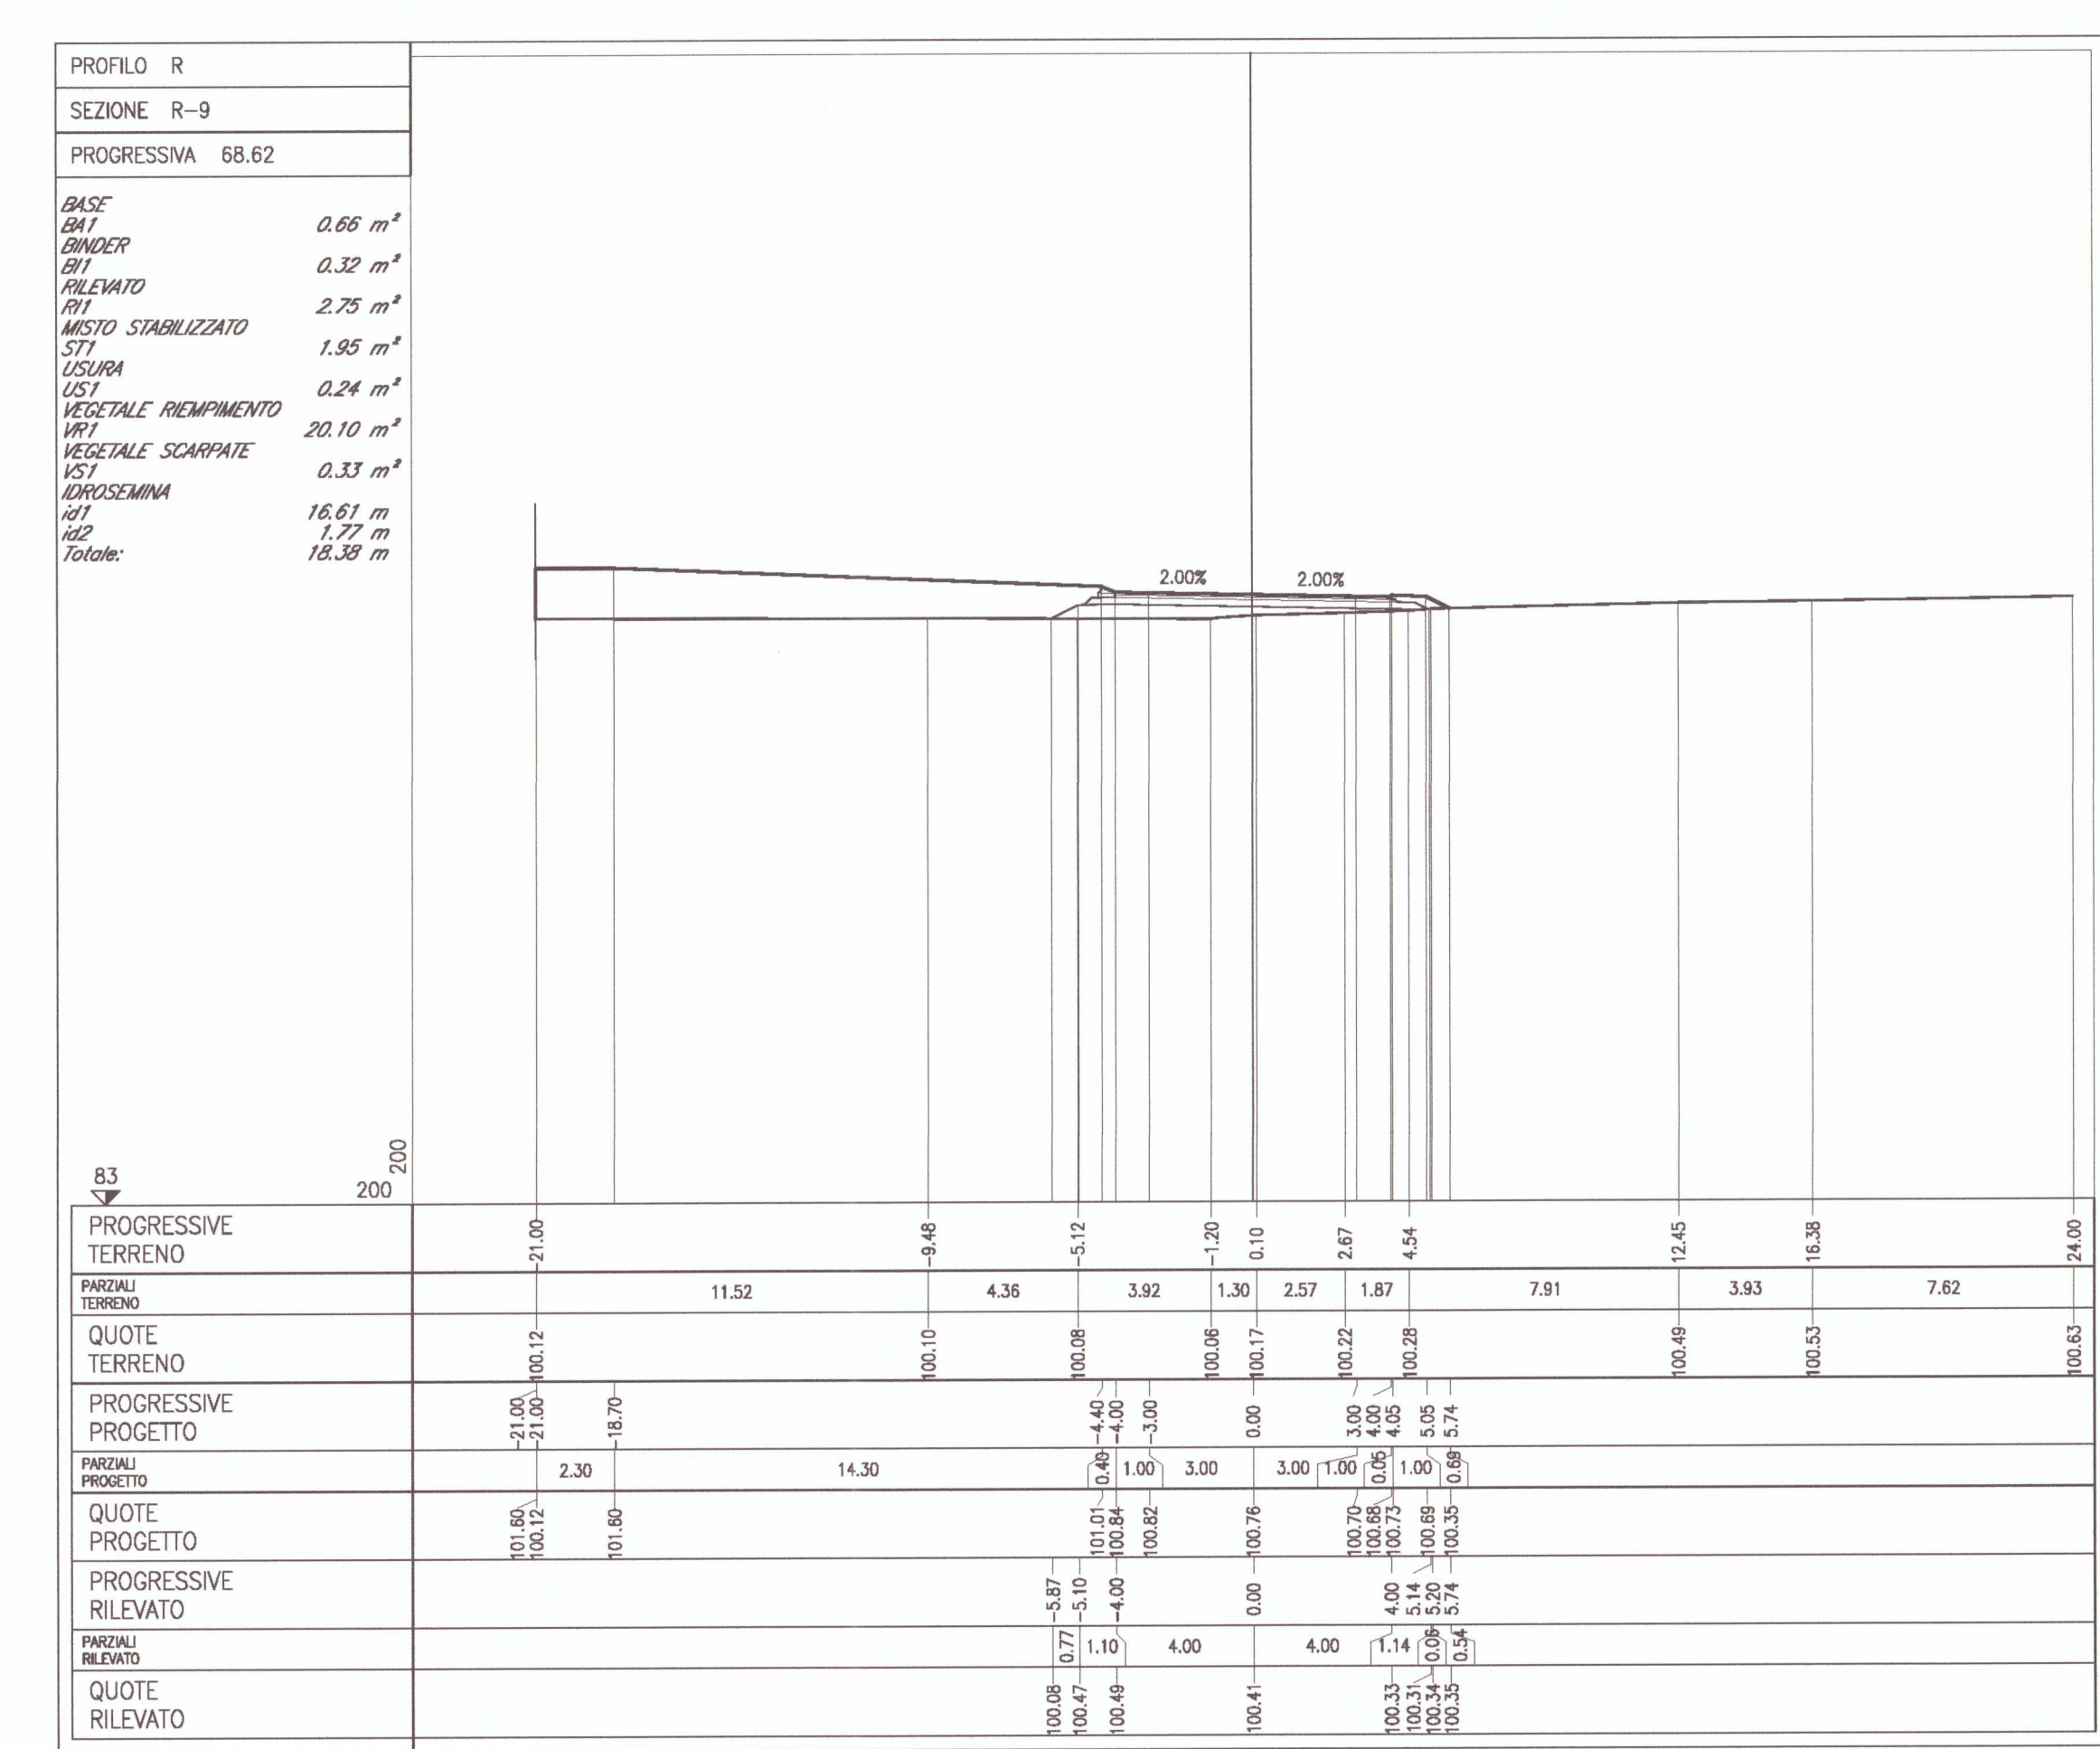 PROFILO R
SEZIONE R-9
PROGRESSIVA 68.62
BASE
BA1 0.66 m²
BINDER
BI1 0.32 m²
RILEVATO
RI1 2.75 m²
MISTO STABILIZZATO
ST1 1.95 m²
USURA
US1 0.24 m²
VEGETALE RIEMPIMENTO
VR1 20.10 m²
VEGETALE SCARPATE
VS1 0.33 m²
IDROSEMINA
id1 16.61 m
id2 1.77 m
Totale: 18.38 m
2.00% 2.00%
83
200
200
PROGRESSIVE
TERRENO
-21.00 -9.48 -5.12 -1.20 0.10 2.67 4.54 12.45 16.38 24.00
PARZIALI
TERRENO
11.52 4.36 3.92 1.30 2.57 1.87 7.91 3.93 7.62
QUOTE
TERRENO
100.12 100.10 100.08 100.06 100.17 100.22 100.28 100.49 100.53 100.63
PROGRESSIVE
PROGETTO
-21.00 -21.00 -18.70 -4.40 -4.00 -3.00 0.00 3.00 4.00 4.05 5.05 5.74
PARZIALI
PROGETTO
2.30 14.30 0.40 1.00 3.00 3.00 1.00 0.05 1.00 0.69
QUOTE
PROGETTO
101.60 100.12 101.60 101.01 100.84 100.82 100.76 100.70 100.68 100.73 100.69 100.35
PROGRESSIVE
RILEVATO
-5.87 -5.10 -4.00 0.00 4.00 5.14 5.20 5.74
PARZIALI
RILEVATO
0.77 1.10 4.00 4.00 1.14 0.06 0.54
QUOTE
RILEVATO
100.08 100.47 100.49 100.41 100.33 100.31 100.34 100.35